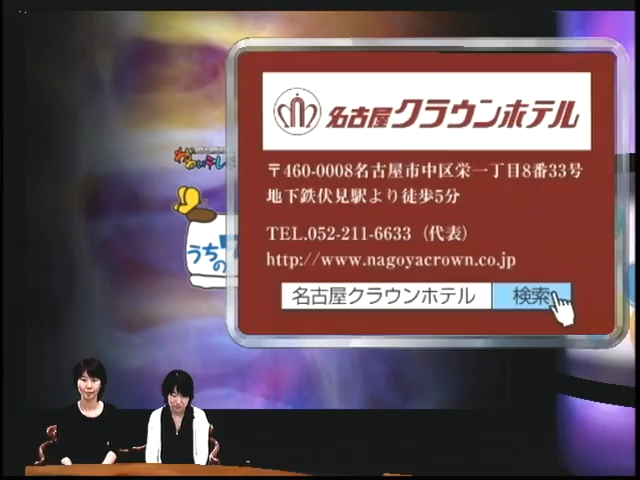 名古屋クラウンホテル
〒460-0008名古屋市中区栄一丁目8番33号
地下鉄伏見駅より徒歩5分
TEL.052-211-6633（代表）
http://www.nagoyacrown.co.jp
名古屋クラウンホテル 検索
うちの